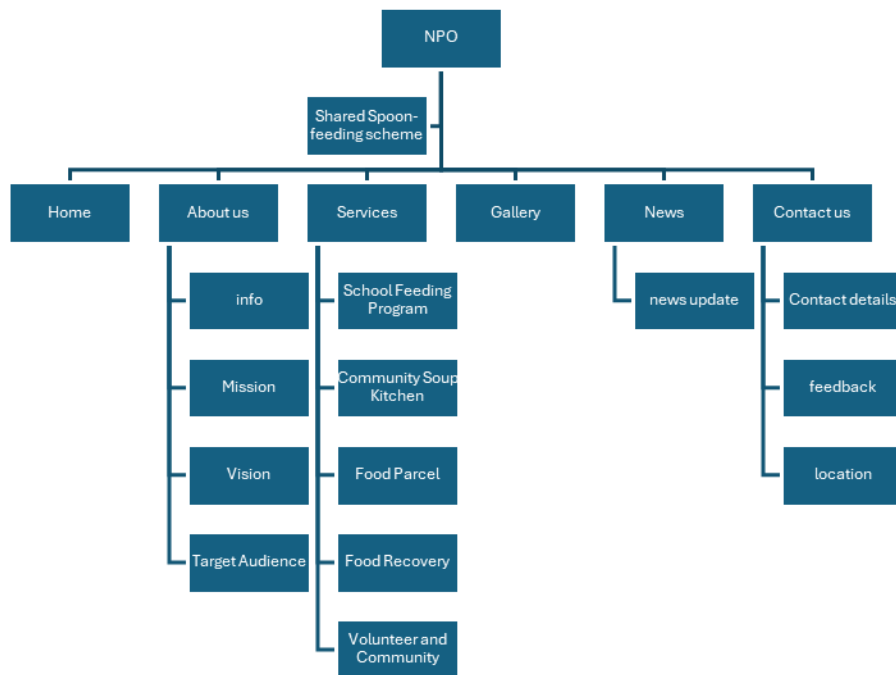 NPO
Shared Spoon-
feeding scheme
Home
About us
Services
Gallery
News
Contact us
info
School Feeding
Program
news update
Contact details
Mission
Community Soup
Kitchen
feedback
Vision
Food Parcel
location
Target Audience
Food Recovery
Volunteer and
Community